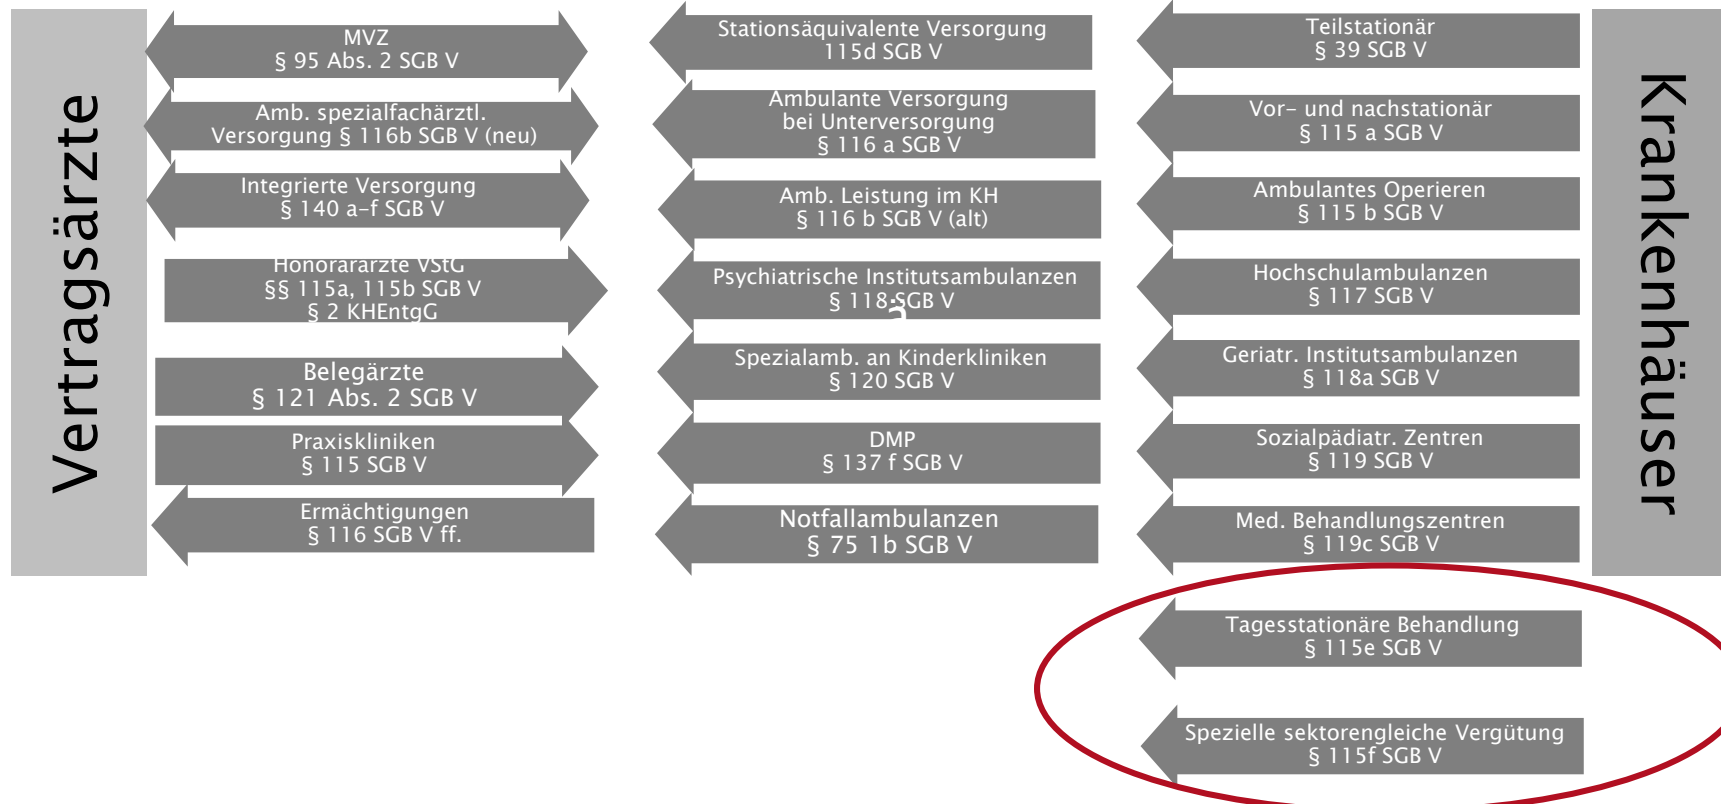 Vertragsärzte
MVZ
§ 95 Abs. 2 SGB V
Amb. spezialfachärztl.
Versorgung § 116b SGB V (neu)
Integrierte Versorgung
§ 140 a–f SGB V
Honorarärzte VStG
§§ 115a, 115b SGB V
§ 2 KHEntgG
Belegärzte
§ 121 Abs. 2 SGB V
Praxiskliniken
§ 115 SGB V
Ermächtigungen
§ 116 SGB V ff.
Stationsäquivalente Versorgung
115d SGB V
Ambulante Versorgung
bei Unterversorgung
§ 116 a SGB V
Amb. Leistung im KH
§ 116 b SGB V (alt)
Psychiatrische Institutsambulanzen
§ 118 SGB V
Spezialamb. an Kinderkliniken
§ 120 SGB V
DMP
§ 137 f SGB V
Notfallambulanzen
§ 75 1b SGB V
Teilstationär
§ 39 SGB V
Vor– und nachstationär
§ 115 a SGB V
Ambulantes Operieren
§ 115 b SGB V
Hochschulambulanzen
§ 117 SGB V
Geriatr. Institutsambulanzen
§ 118a SGB V
Sozialpädiatr. Zentren
§ 119 SGB V
Med. Behandlungszentren
§ 119c SGB V
Tagesstationäre Behandlung
§ 115e SGB V
Spezielle sektorengleiche Vergütung
§ 115f SGB V
Krankenhäuser